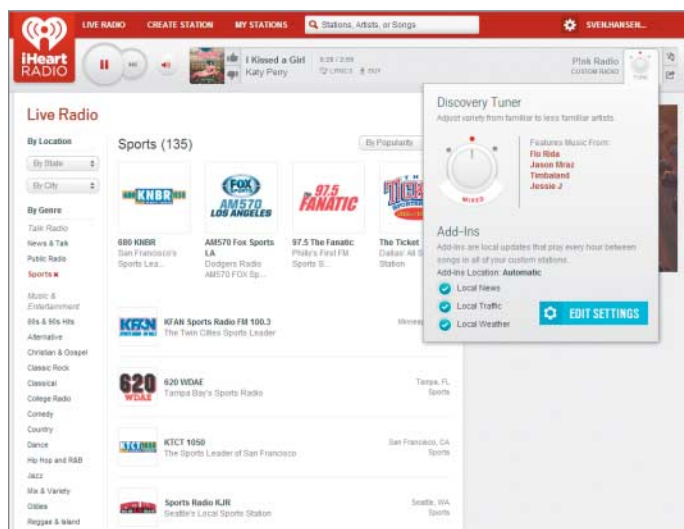 iHeart
RADIO
LIVE RADIO
CREATE STATION
MY STATIONS
Stations, Artists, or Songs
SVEILHANSEN...
I Kissed a Girl
Katy Perry
LYRICS
BUY
P!nk Radio
CUSTOM RADIO
TUNE
Live Radio
By Location
By State
By City
By Genre
Talk Radio
News & Talk
Public Radio
Sports x
Music &
Entertainment
80s & 90s Hits
Alternative
Christian & Gospel
Classic Rock
Classical
College Radio
Comedy
Country
Dance
Hip Hop and R&B
Jazz
Mix & Variety
Oldies
Reggae & Island
Sports (135)
By Popularity
680 KNBR
FOX
SPORTS
AM570
LOS ANGELES
97.5
THE
FANATIC
THE
680 KNBR
San Francisco's
Sports Lea...
AM570 Fox Sports
LA
Dodgers Radio
AM570 FOX Sp...
97.5 The Fanatic
Philly's First FM
Sports S...
The Ticket
Dallas' All S
Station
KFAN
KFAN Sports Radio FM 100.3
The Twin Cities Sports Leader
Minneap
620
WDAE
620 WDAE
Tampa Bay's Sports Radio
Tampa, FL
Sports
KTCT 1050
KTCT 1050
The Sports Leader of San Francisco
San Francisco, CA
Sports
Sports Radio KJR
Seattle's Local Sports Station
Seattle, WA
Sports
Discovery Tuner
Adjust variety from familiar to less familiar artists.
MIXED
Features Music From:
Flo Rida
Jason Mraz
Timbaland
Jessie J
Add-Ins
Add-Ins are local updates that play every hour between
songs in all of your custom stations.
Add-Ins Location: Automatic
Local News
Local Traffic
Local Weather
EDIT SETTINGS